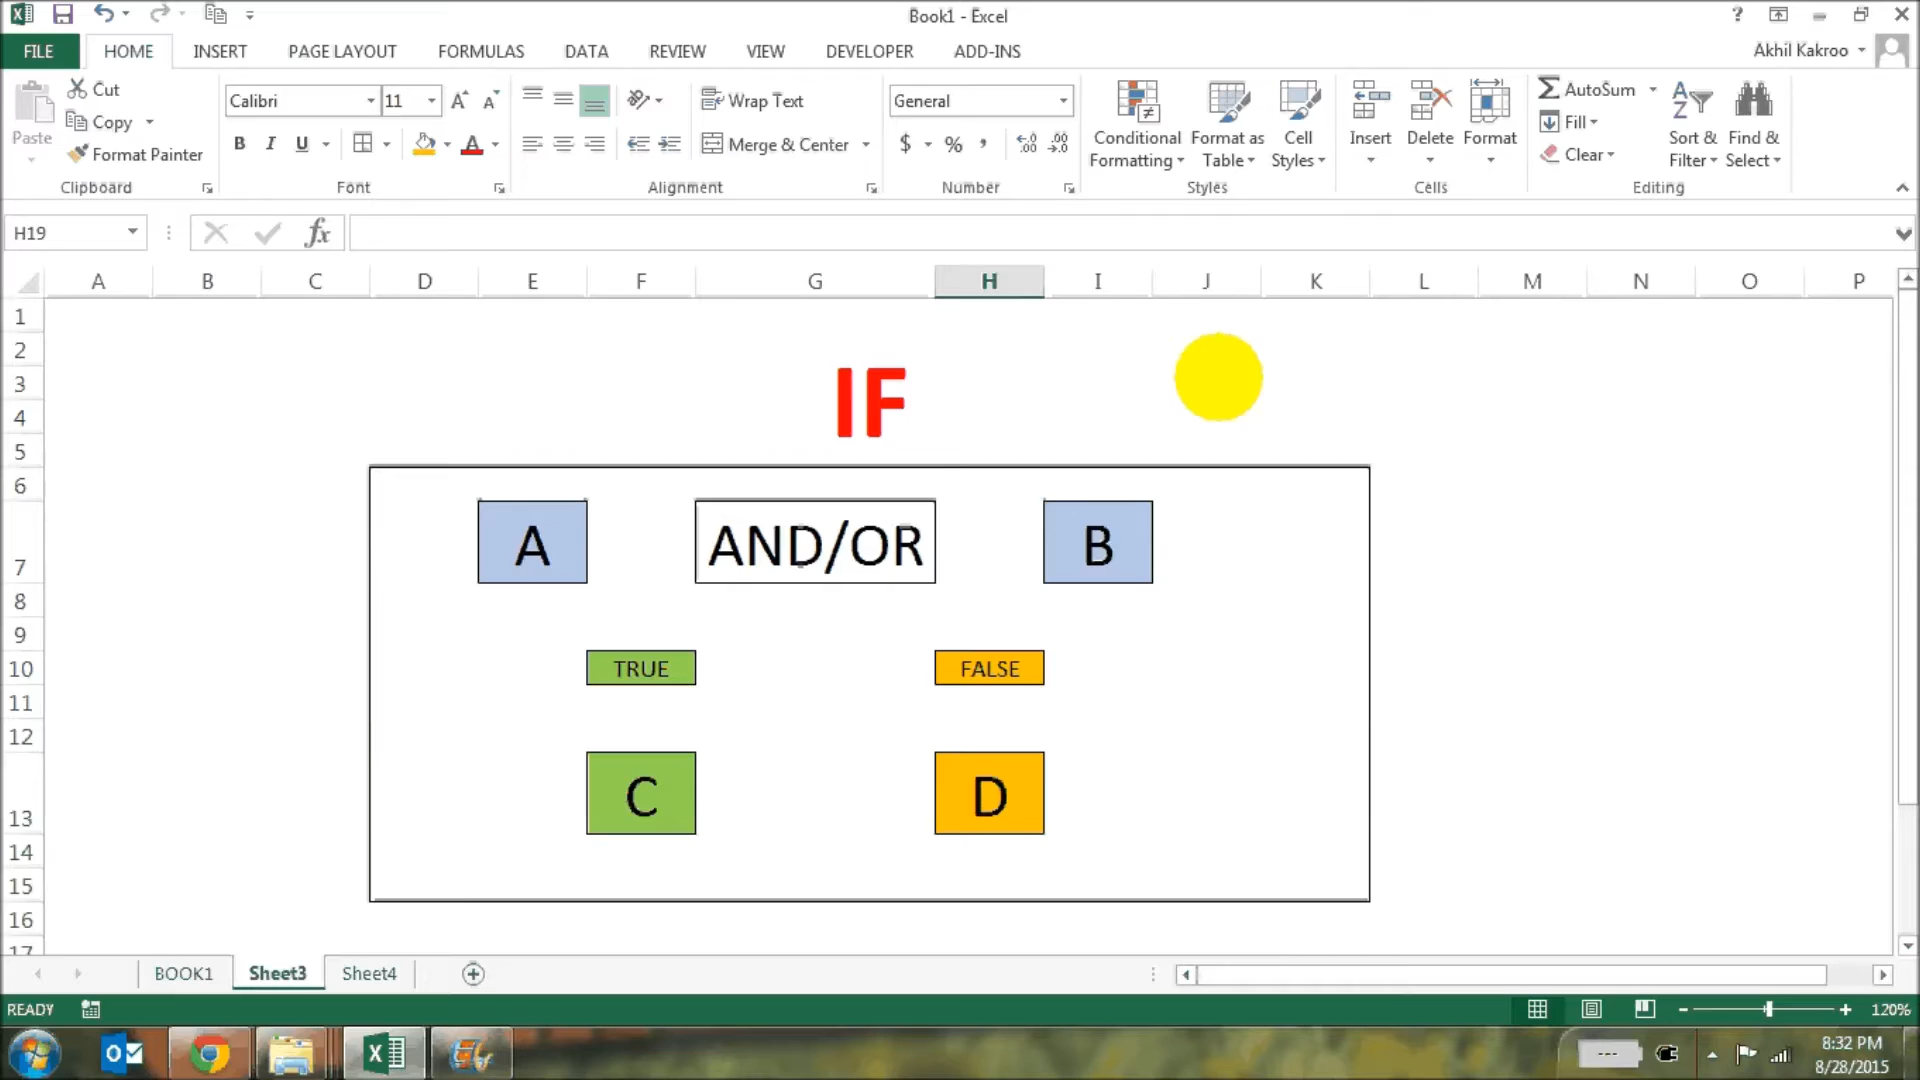 Book1 - Excel
?
FILE HOME INSERT PAGE LAYOUT FORMULAS DATA REVIEW VIEW DEVELOPER ADD-INS Akhil Kakroo
Paste
Cut
Copy
Format Painter
Clipboard
Calibri 11
B I U A
Font
Wrap Text
Merge & Center
Alignment
General
$ % ,
Number
Conditional Formatting
Format as Table
Cell Styles
Styles
Insert Delete Format
Cells
AutoSum
Fill
Clear
Sort & Filter
Find & Select
Editing
H19 fx
A B C D E F G H I J K L M N O P
1
2
3
IF
4
5
6
A AND/OR B
7
8
9
10 TRUE FALSE
11
12
C D
13
14
15
16
17
BOOK1 Sheet3 Sheet4
READY 120%
8:32 PM
8/28/2015